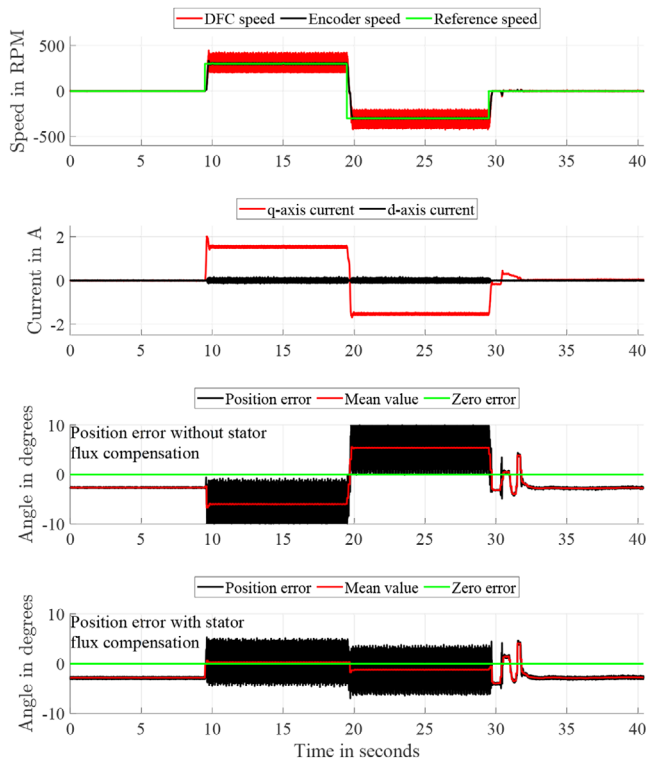 DFC speed Encoder speed Reference speed
500
0
-500
Speed in RPM
0 5 10 15 20 25 30 35 40
q-axis current d-axis current
2
0
-2
Current in A
0 5 10 15 20 25 30 35 40
Position error Mean value Zero error
10
0
-10
Angle in degrees
Position error without stator
flux compensation
0 5 10 15 20 25 30 35 40
Position error Mean value Zero error
10
0
-10
Angle in degrees
Position error with stator
flux compensation
0 5 10 15 20 25 30 35 40
Time in seconds